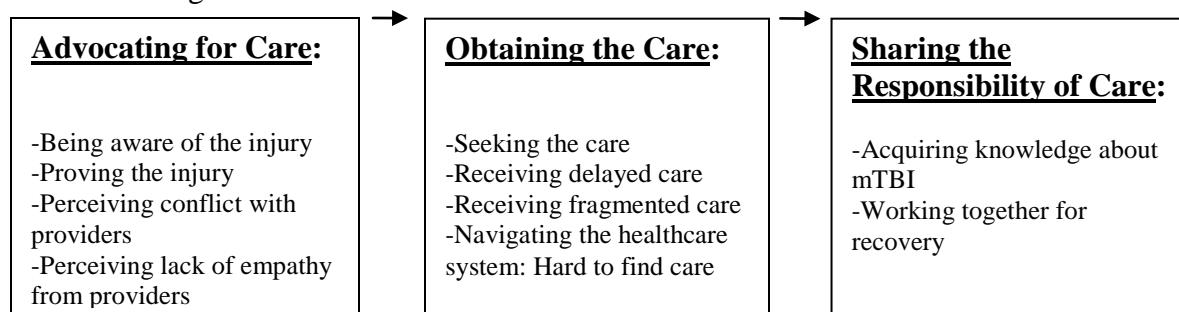 Advocating for Care:
-Being aware of the injury
-Proving the injury
-Perceiving conflict with
providers
-Perceiving lack of empathy
from providers
Obtaining the Care:
-Seeking the care
-Receiving delayed care
-Receiving fragmented care
-Navigating the healthcare
system: Hard to find care
Sharing the
Responsibility of Care:
-Acquiring knowledge about
mTBI
-Working together for
recovery